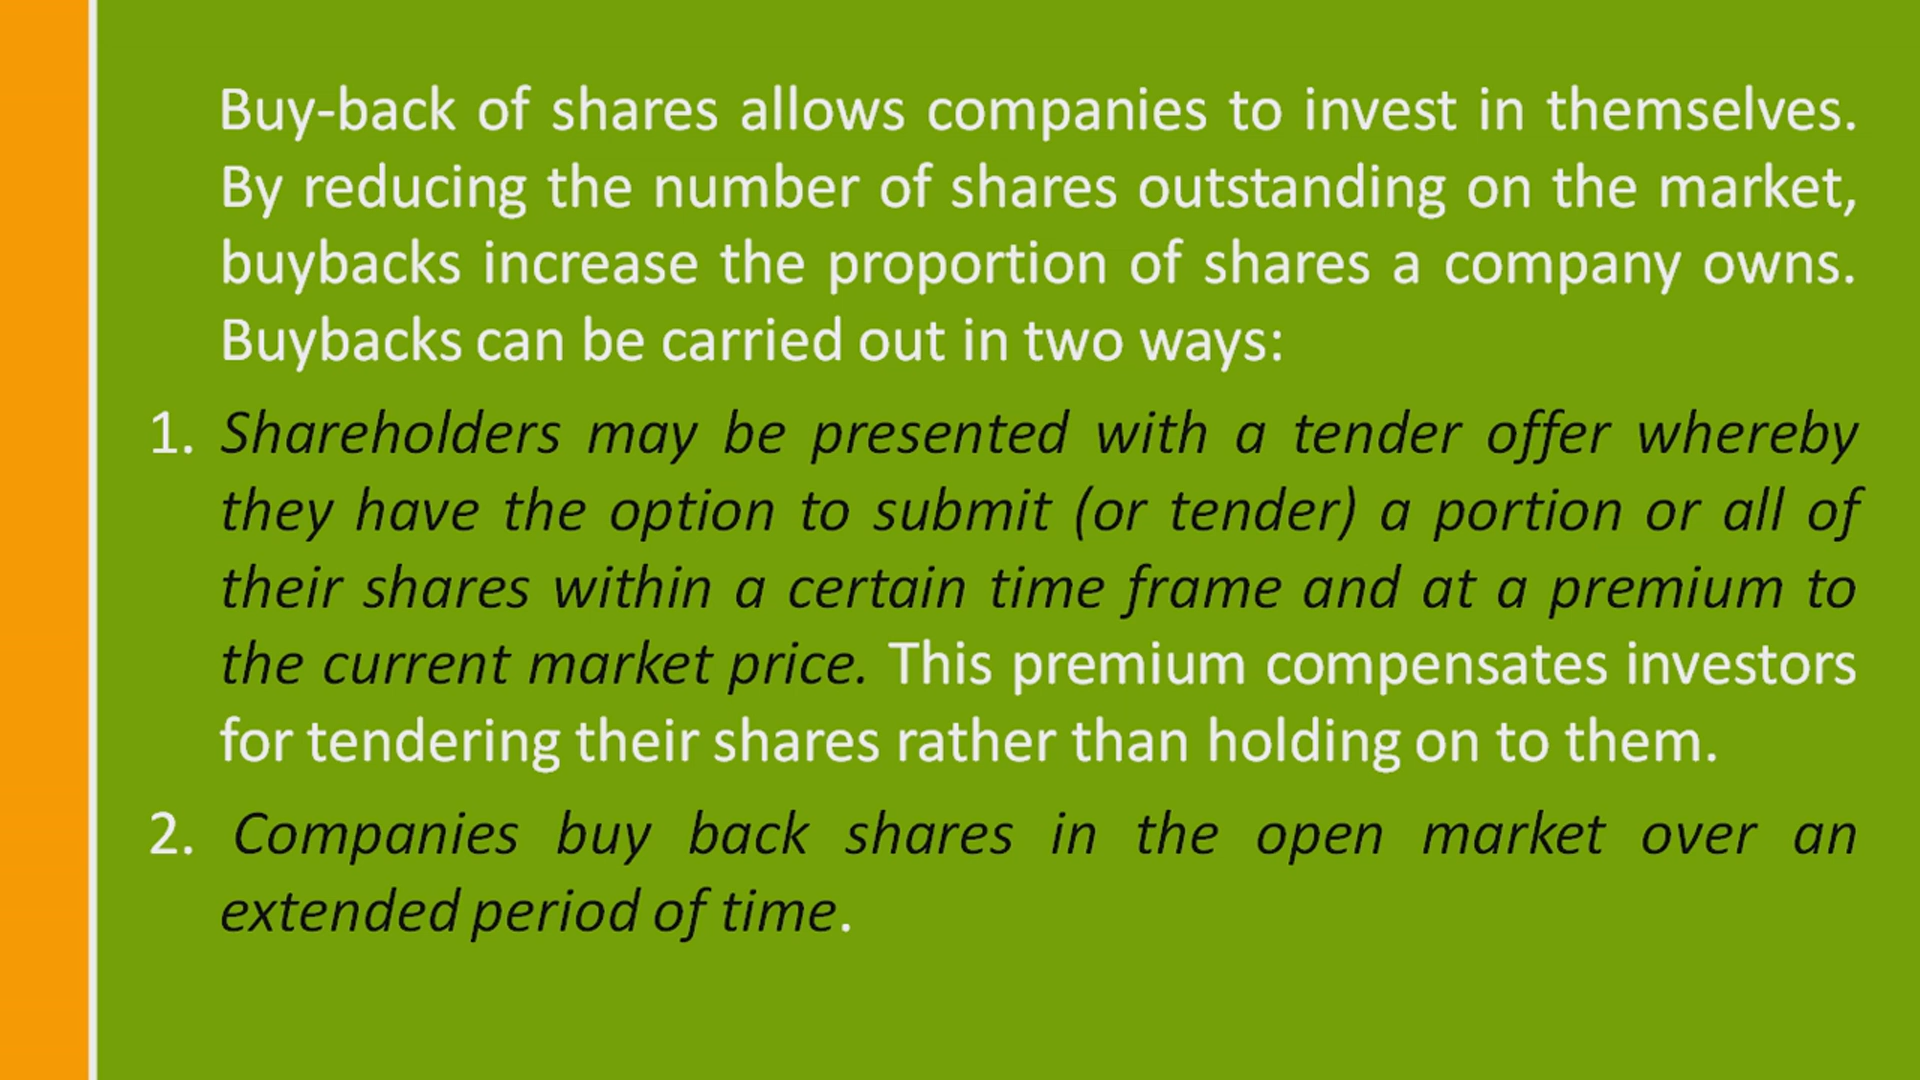 Buy-back of shares allows companies to invest in themselves.
By reducing the number of shares outstanding on the market,
buybacks increase the proportion of shares a company owns.
Buybacks can be carried out in two ways:
1. Shareholders may be presented with a tender offer whereby
they have the option to submit (or tender) a portion or all of
their shares within a certain time frame and at a premium to
the current market price. This premium compensates investors
for tendering their shares rather than holding on to them.
2. Companies buy back shares in the open market over an
extended period of time.